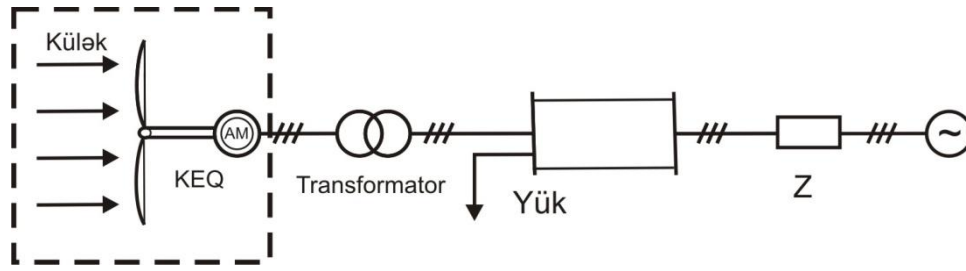 Külək
AM
KEQ
Transformator
Yük
Z
~